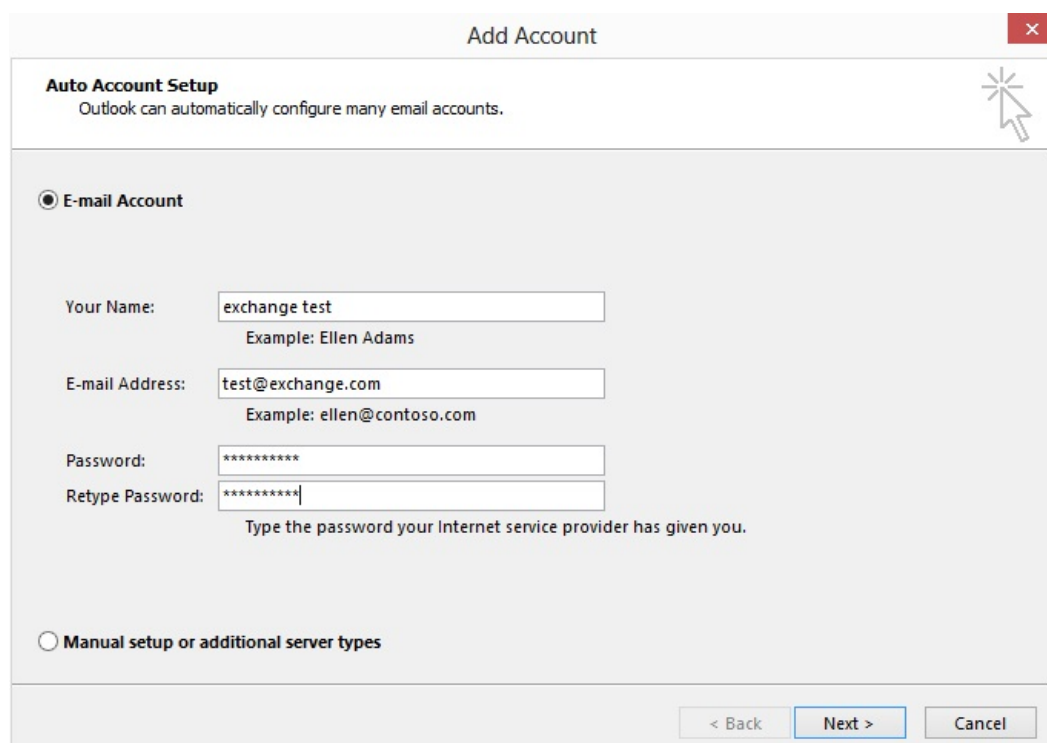 Add Account
Auto Account Setup
Outlook can automatically configure many email accounts.
E-mail Account
Your Name: exchange test
Example: Ellen Adams
E-mail Address: test@exchange.com
Example: ellen@contoso.com
Password: **********
Retype Password: **********
Type the password your Internet service provider has given you.
Manual setup or additional server types
< Back Next > Cancel